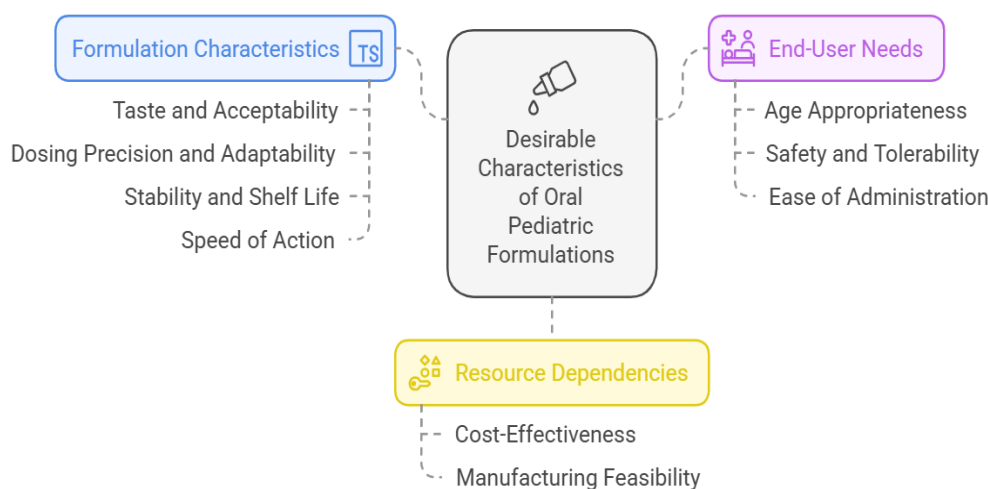 Formulation Characteristics
TS
Taste and Acceptability
Dosing Precision and Adaptability
Stability and Shelf Life
Speed of Action
Desirable
Characteristics
of Oral
Pediatric
Formulations
End-User Needs
Age Appropriateness
Safety and Tolerability
Ease of Administration
Resource Dependencies
Cost-Effectiveness
Manufacturing Feasibility